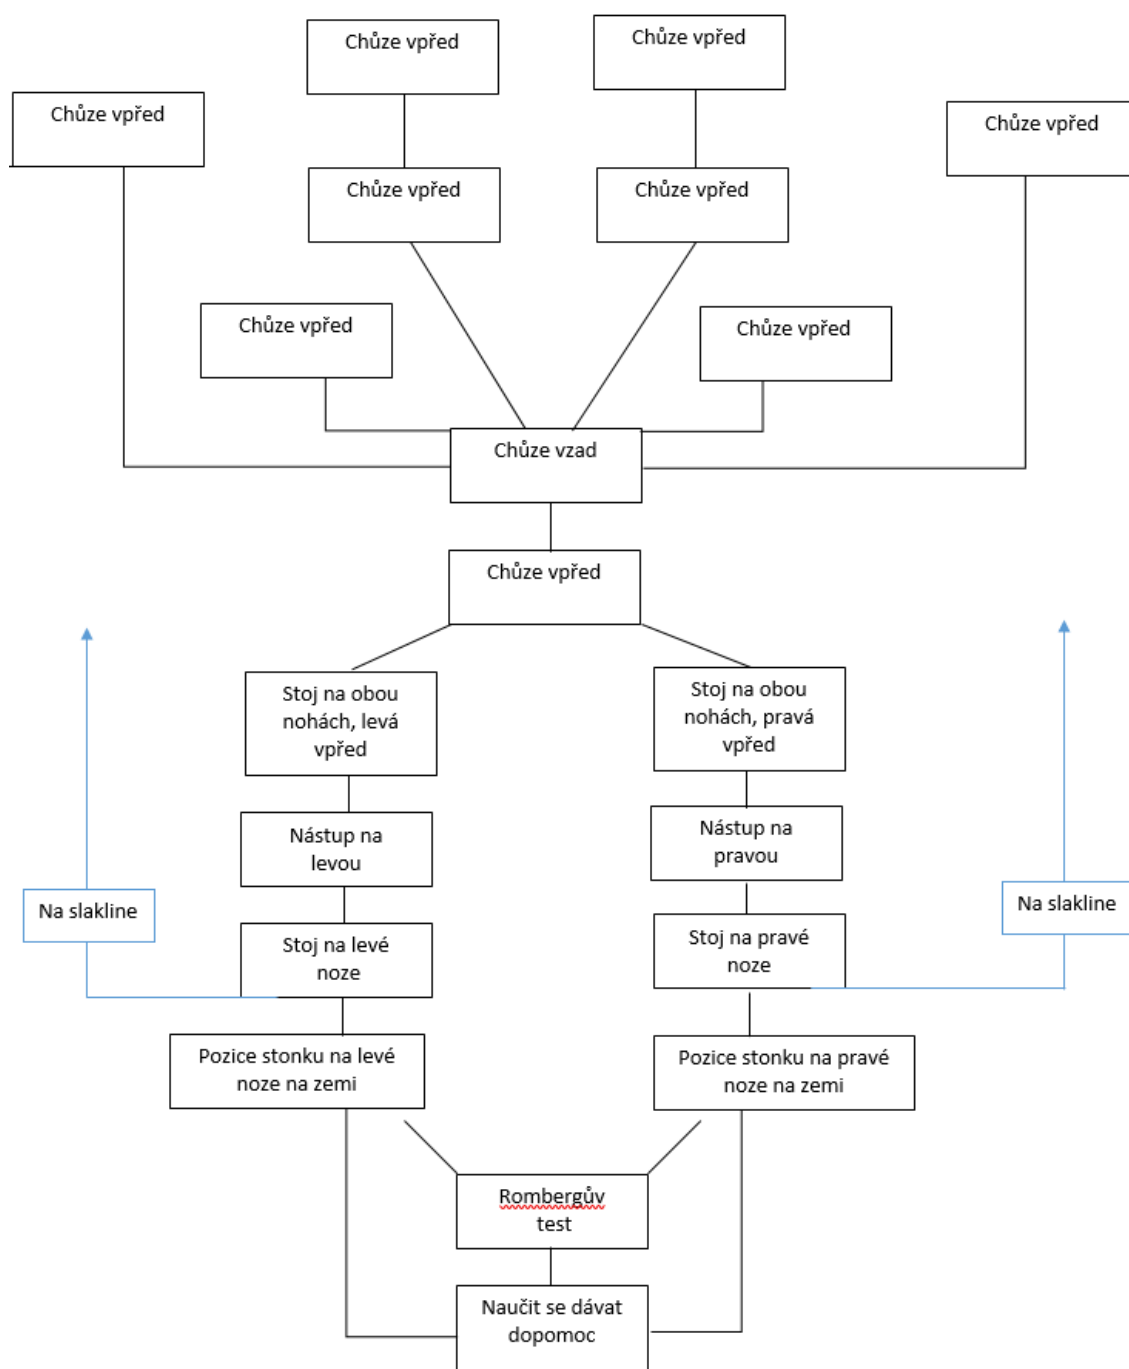 Chůze vpřed
Chůze vpřed
Chůze vpřed
Chůze vpřed
Chůze vpřed
Chůze vpřed
Chůze vpřed
Chůze vpřed
Chůze vzad
Chůze vpřed
Stoj na obou
nohách, levá
vpřed
Stoj na obou
nohách, pravá
vpřed
Nástup na
levou
Nástup na
pravou
Na slakline
Stoj na levé
noze
Stoj na pravé
noze
Na slakline
Pozice stonku na levé
noze na zemi
Pozice stonku na pravé
noze na zemi
Rombergův
test
Naučit se dávat
dopomoc